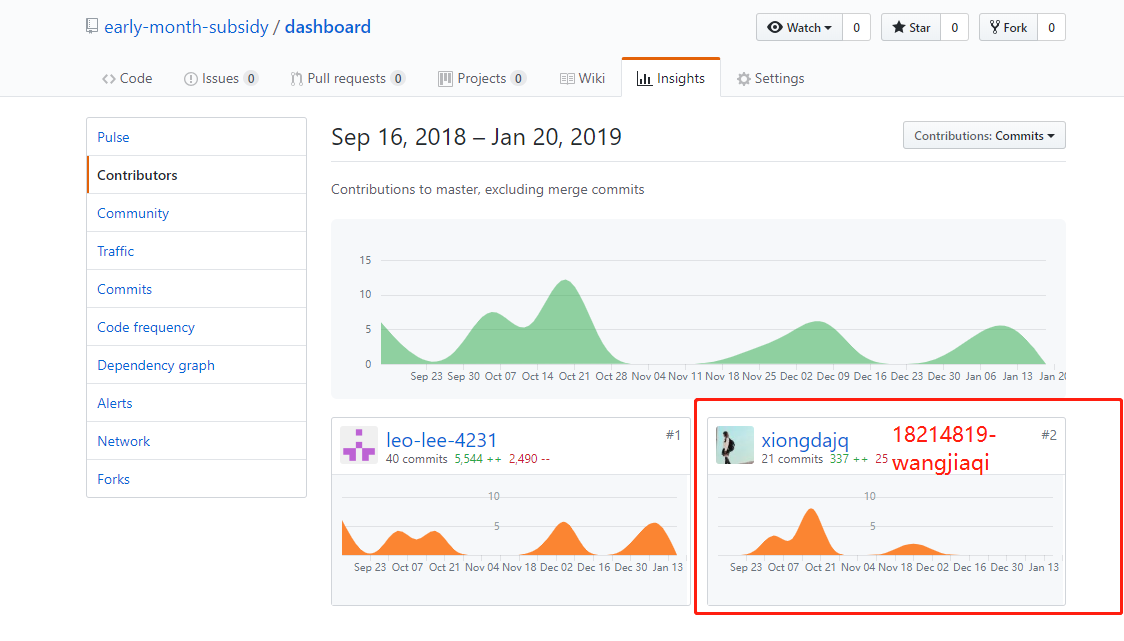 early-month-subsidy / dashboard
Watch 0 Star 0 Fork 0
Code Issues 0 Pull requests 0 Projects 0 Wiki Insights Settings
Pulse
Contributors
Community
Traffic
Commits
Code frequency
Dependency graph
Alerts
Network
Forks
Sep 16, 2018 – Jan 20, 2019
Contributions: Commits
Contributions to master, excluding merge commits
15
10
5
0
Sep 23 Sep 30 Oct 07 Oct 14 Oct 21 Oct 28 Nov 04 Nov 11 Nov 18 Nov 25 Dec 02 Dec 09 Dec 16 Dec 23 Dec 30 Jan 06 Jan 13 Jan 20
leo-lee-4231 #1
40 commits 5,544 ++ 2,490 --
10
5
Sep 23 Oct 07 Oct 21 Nov 04 Nov 18 Dec 02 Dec 16 Dec 30 Jan 13
xiongdajq #2
21 commits 337 ++ 25
18214819-
wangjiaqi
10
5
Sep 23 Oct 07 Oct 21 Nov 04 Nov 18 Dec 02 Dec 16 Dec 30 Jan 13